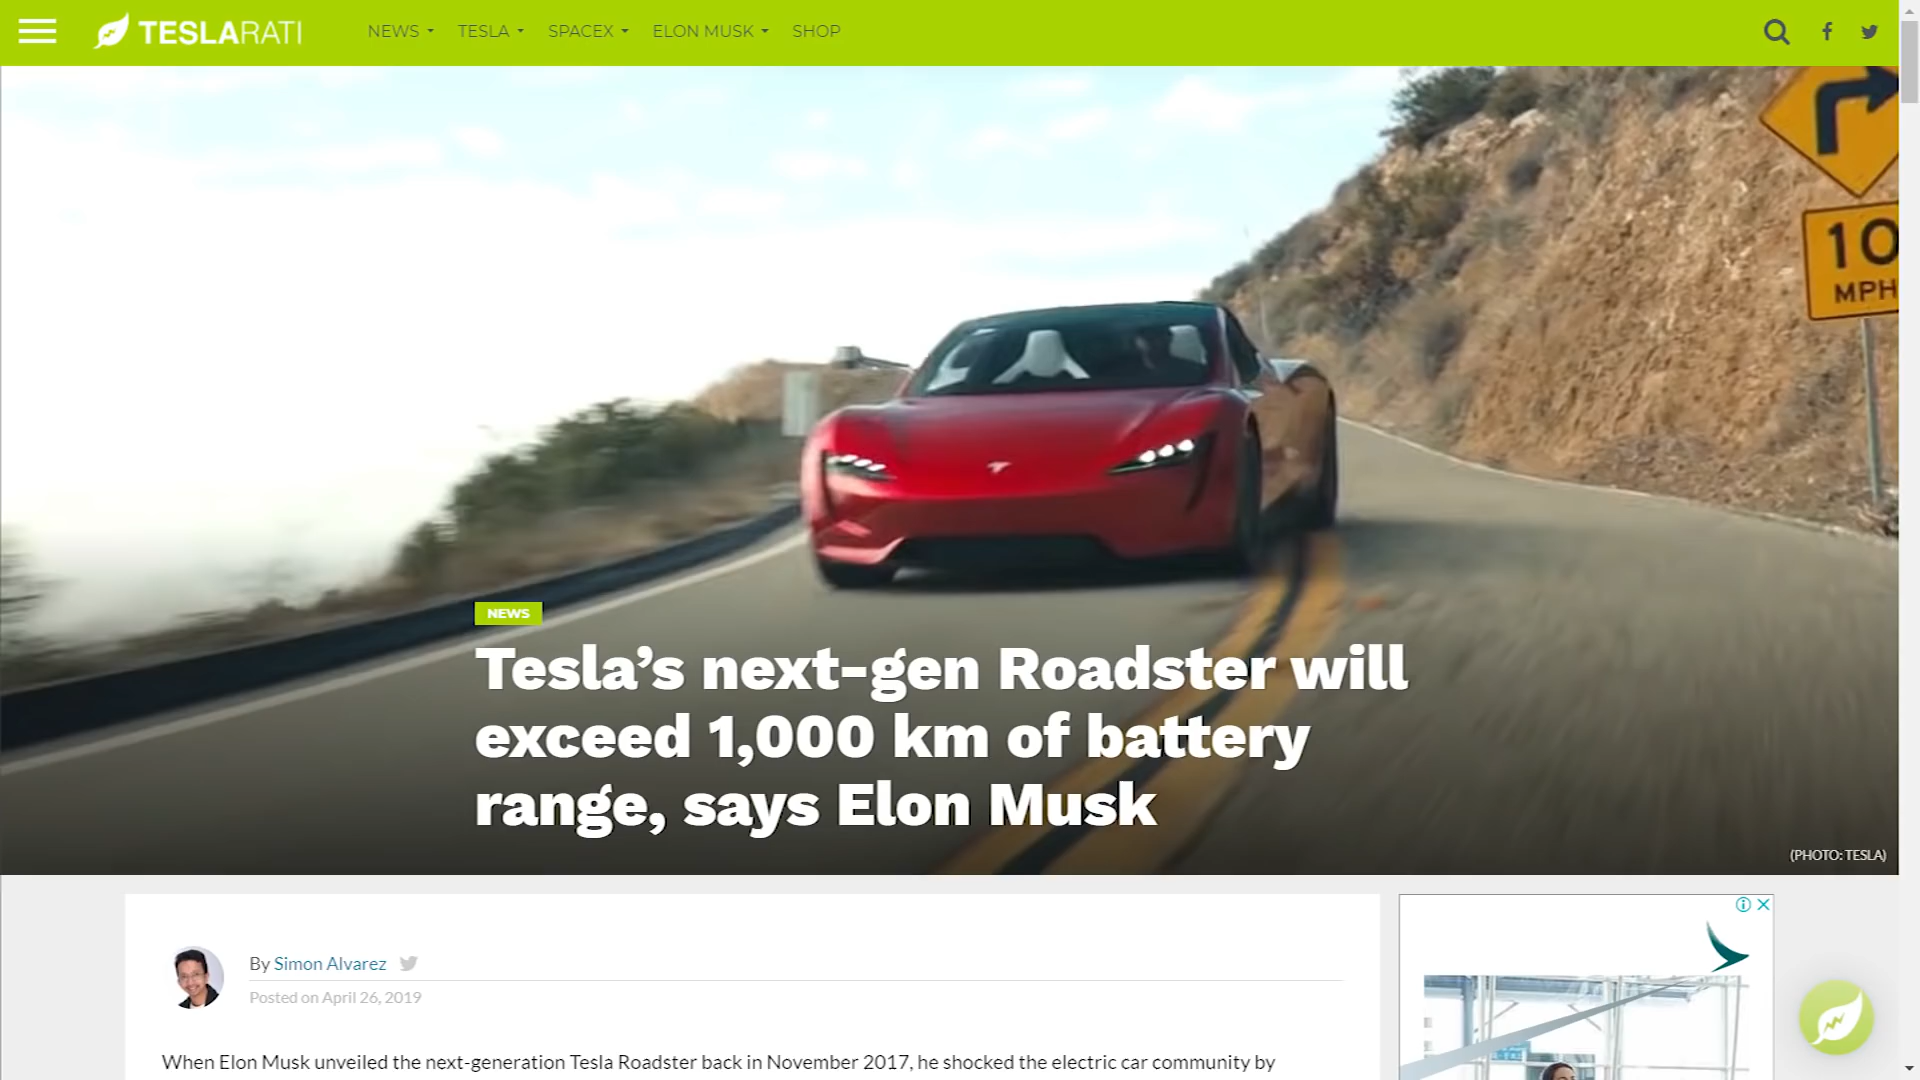 TESLARATI
NEWS TESLA SPACEX ELON MUSK SHOP
10
MPH
NEWS
Tesla’s next-gen Roadster will
exceed 1,000 km of battery
range, says Elon Musk
(PHOTO: TESLA)
By Simon Alvarez
Posted on April 26, 2019
When Elon Musk unveiled the next-generation Tesla Roadster back in November 2017, he shocked the electric car community by